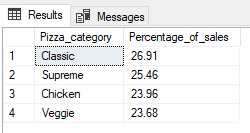 Results Messages
Pizza_category Percentage_of_sales
1 Classic 26.91
2 Supreme 25.46
3 Chicken 23.96
4 Veggie 23.68